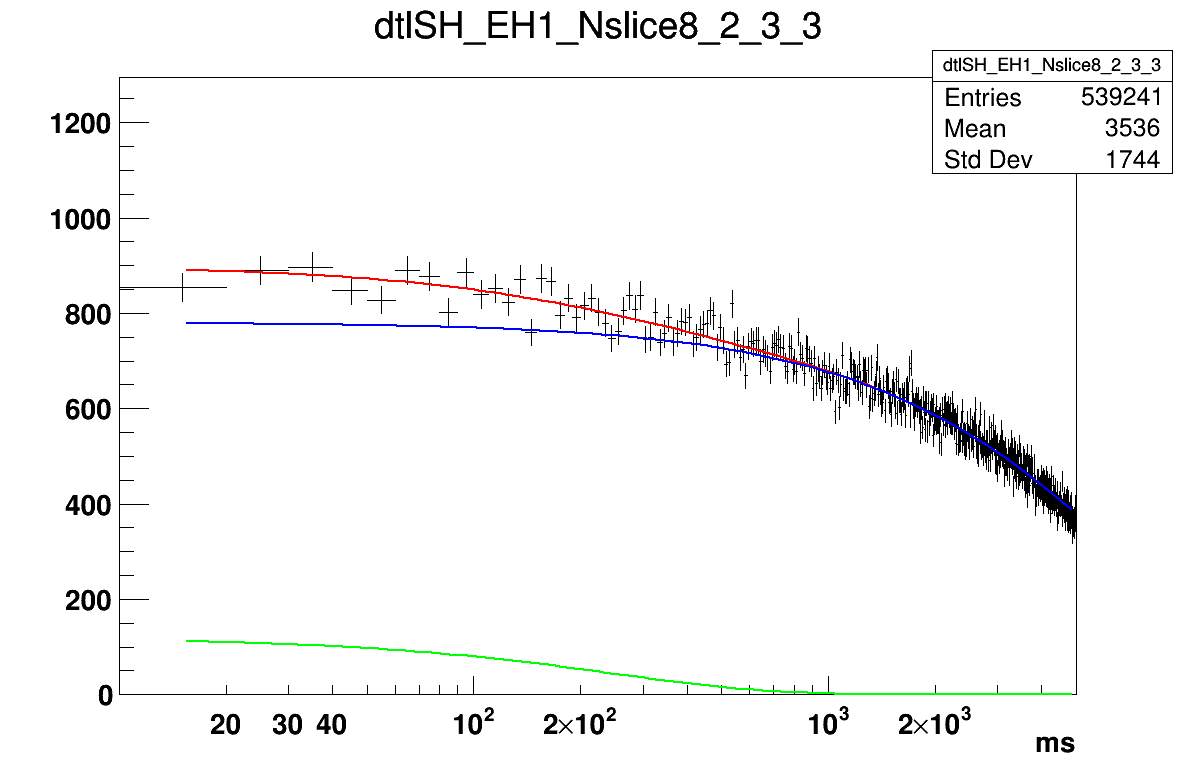 dtlSH_EH1_Nslice8_2_3_3
dtlSH_EH1_Nslice8_2_3_3
Entries 539241
Mean 3536
Std Dev 1744
1200
1000
800
600
400
200
0
20 30 40 10² 2×10² 10³ 2×10³
ms